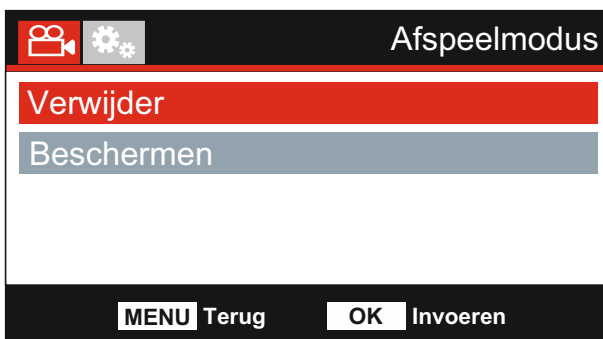 Afspeelmodus
Verwijder
Beschermen
MENU Terug OK Invoeren